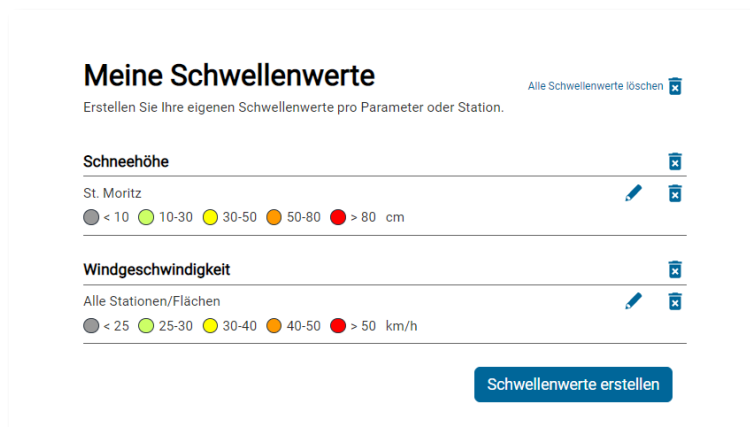 Meine Schwellenwerte
Alle Schwellenwerte löschen
Erstellen Sie Ihre eigenen Schwellenwerte pro Parameter oder Station.
Schneehöhe
St. Moritz
< 10 10-30 30-50 50-80 > 80 cm
Windgeschwindigkeit
Alle Stationen/Flächen
< 25 25-30 30-40 40-50 > 50 km/h
Schwellenwerte erstellen